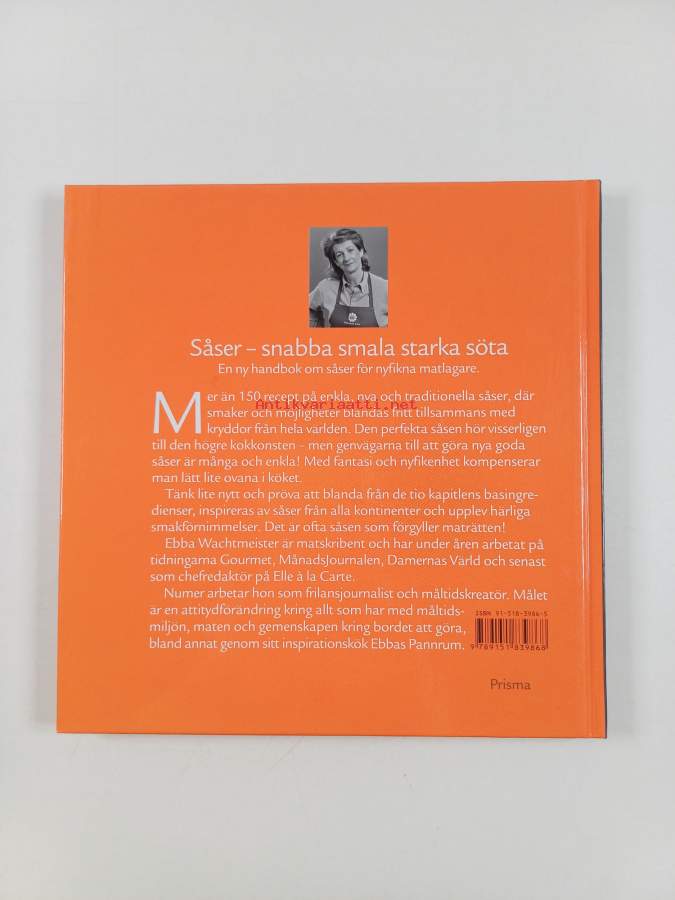 Såser – snabba smala starka söta
En ny handbok om såser för nyfikna matlagare.
Mer än 150 recept på enkla, nya och traditionella såser, där
Antikvariaatti.net
smaker och möjligheter blandas fritt tillsammans med
kryddor från hela världen. Den perfekta såsen hör visserligen
till den högre kokkonsten – men genvägarna till att göra nya goda
såser är många och enkla! Med fantasi och nyfikenhet kompenserar
man lätt lite ovana i köket.
Tänk lite nytt och pröva att blanda från de tio kapitlens basingre-
dienser, inspireras av såser från alla kontinenter och upplev härliga
smakförnimmelser. Det är ofta såsen som förgyller maträtten!
Ebba Wachtmeister är matskribent och har under åren arbetat på
tidningarna Gourmet, MånadsJournalen, Damernas Värld och senast
som chefredaktör på Elle à la Carte.
Numer arbetar hon som frilansjournalist och måltidskreatör. Målet
är en attitydförändring kring allt som har med måltids-
miljön, maten och gemenskapen kring bordet att göra,
bland annat genom sitt inspirationskök Ebbas Pannrum.
ISBN 91-518-3986-5
9789151839868
Prisma